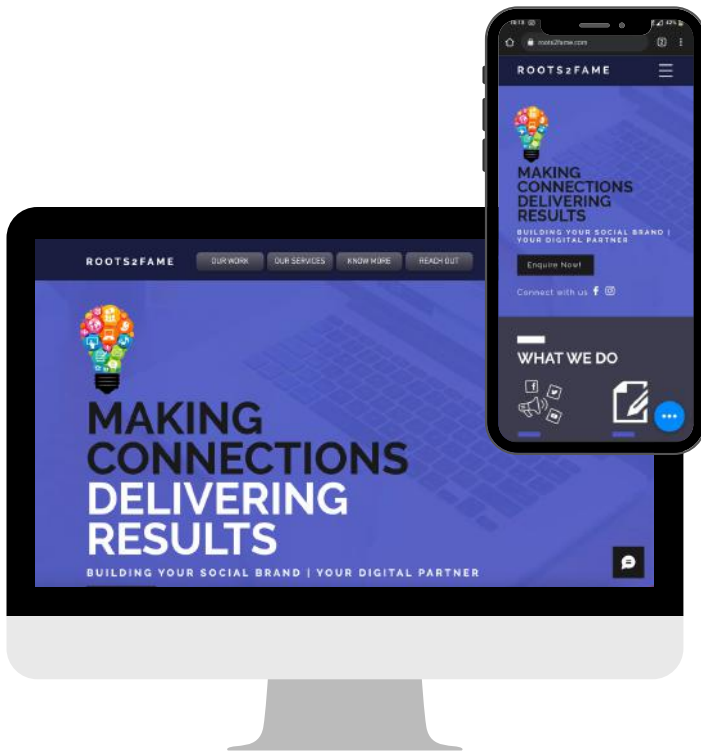 ROOTS2FAME
OUR WORK
OUR SERVICES
KNOW MORE
REACH OUT
MAKING
CONNECTIONS
DELIVERING
RESULTS
BUILDING YOUR SOCIAL BRAND | YOUR DIGITAL PARTNER
roots2fame.com
ROOTS2FAME
MAKING
CONNECTIONS
DELIVERING
RESULTS
BUILDING YOUR SOCIAL BRAND |
YOUR DIGITAL PARTNER
Enquire Now!
Connect with us
WHAT WE DO